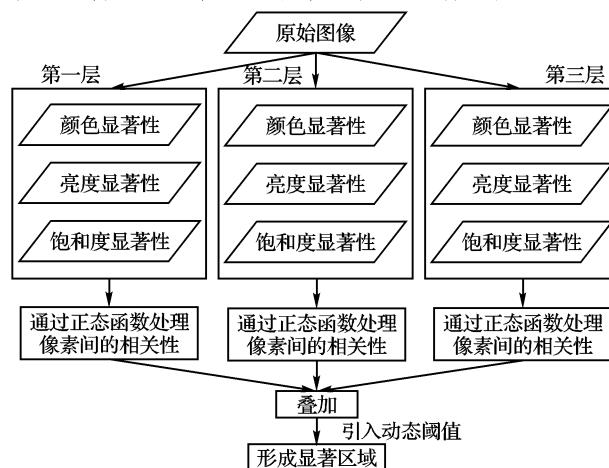 原始图像
第一层
第二层
第三层
颜色显著性
亮度显著性
饱和度显著性
颜色显著性
亮度显著性
饱和度显著性
颜色显著性
亮度显著性
饱和度显著性
通过正态函数处理
像素间的相关性
通过正态函数处理
像素间的相关性
通过正态函数处理
像素间的相关性
叠加
引入动态阈值
形成显著区域